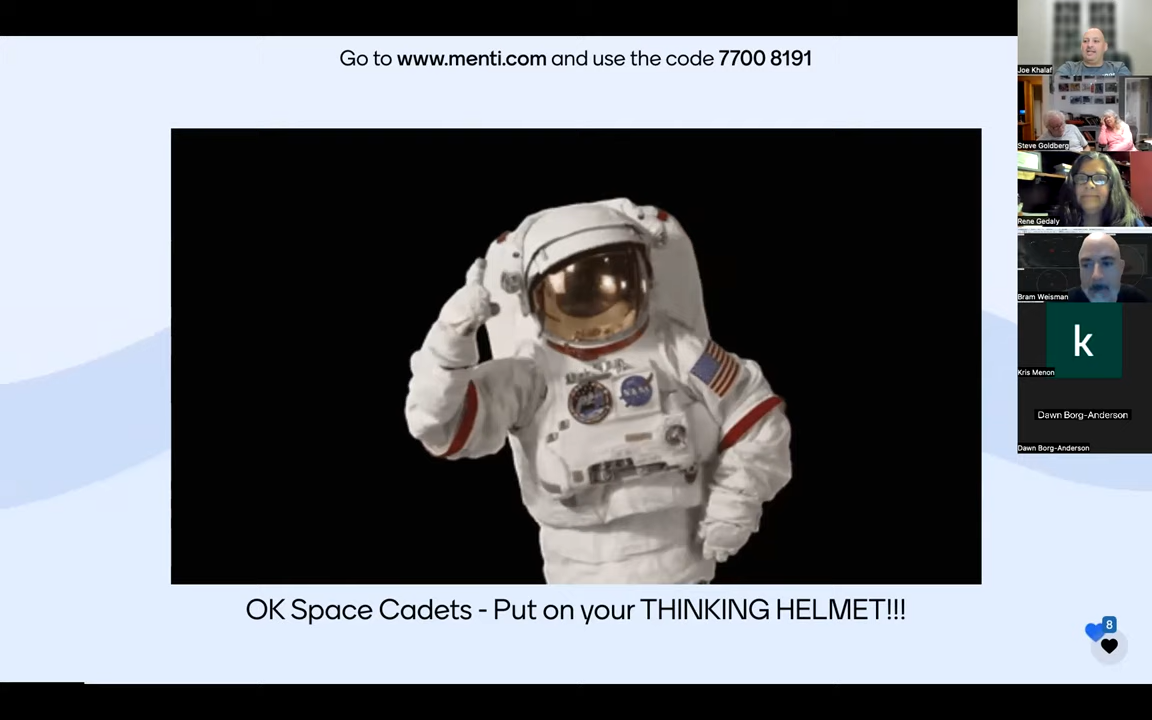 Go to www.menti.com and use the code 7700 8191
NASA
OK Space Cadets - Put on your THINKING HELMET!!!
8
Joe Khalaf
Steve Goldberg
Rene Gedaly
Bram Weisman
k
Kris Menon
Dawn Borg-Anderson
Dawn Borg-Anderson